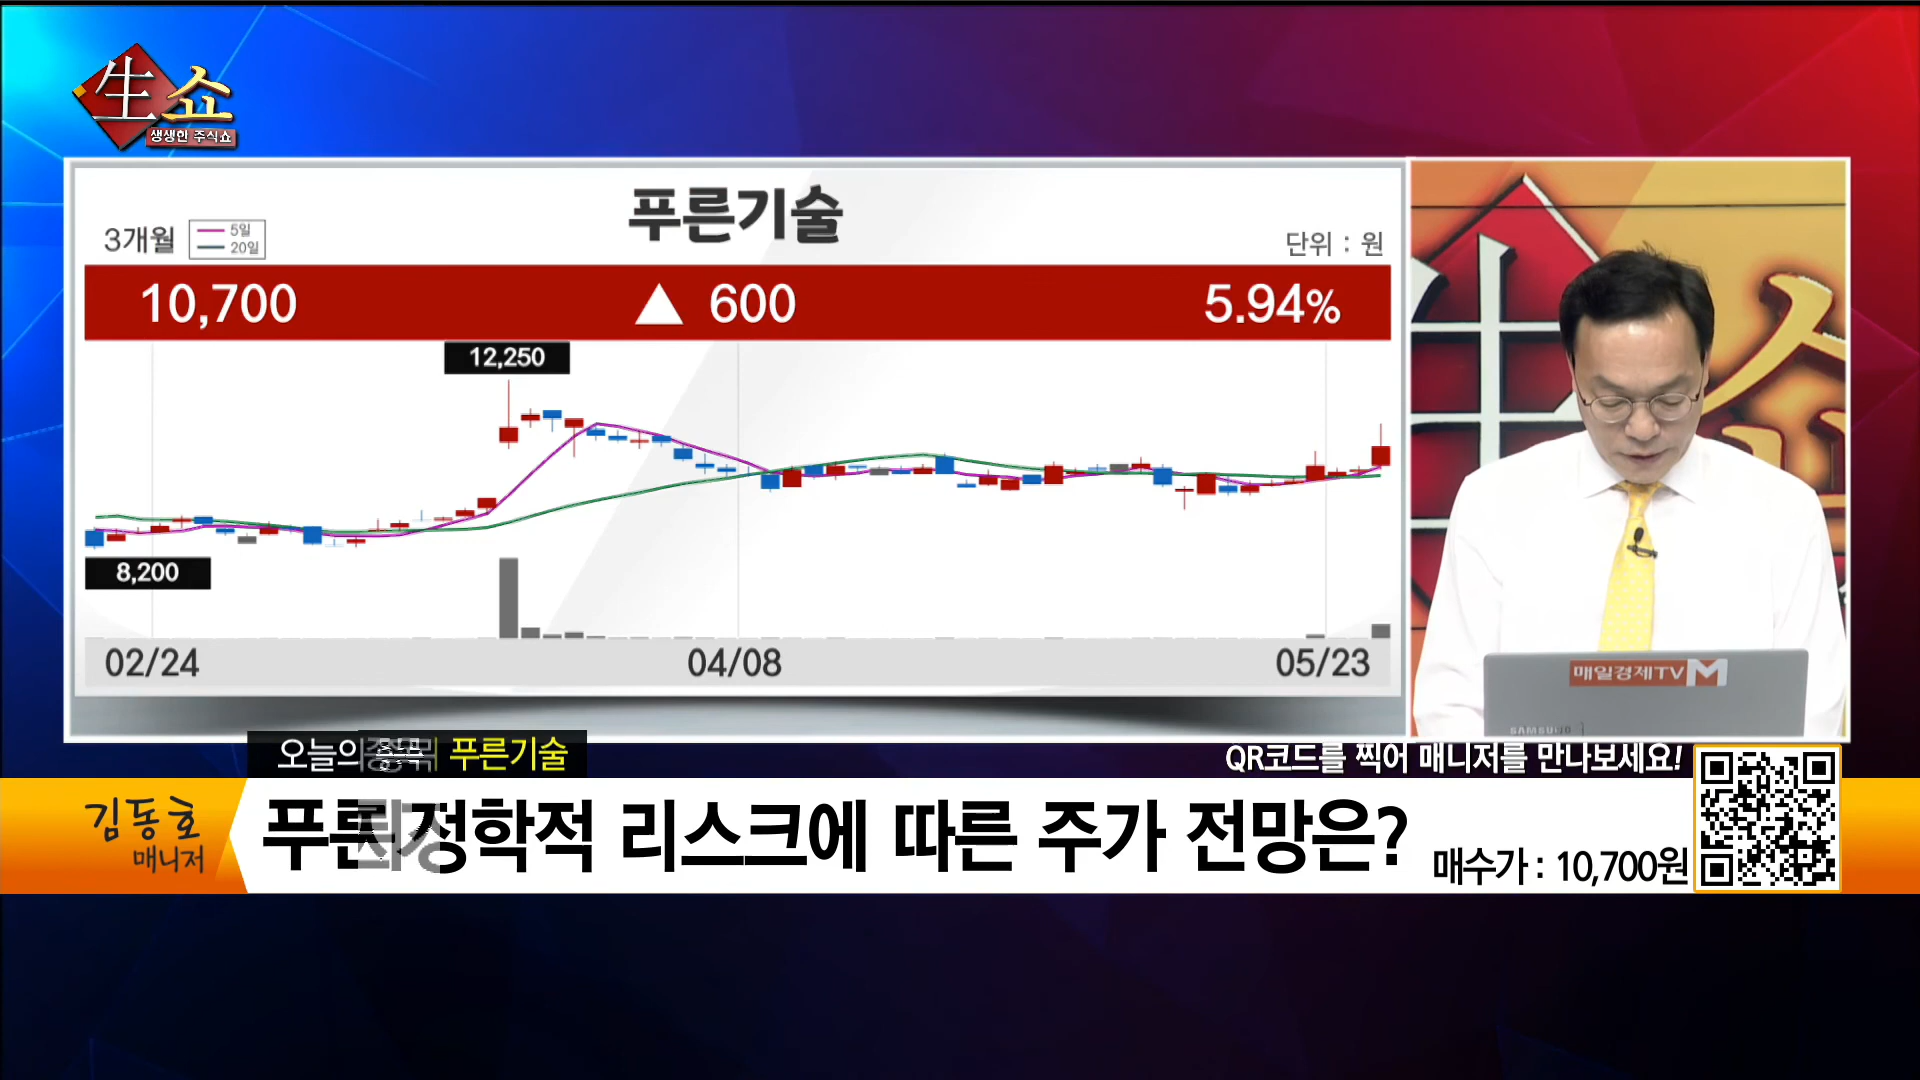 生쇼
생생한 주식쇼
푸른기술
3개월
5일
20일
단위 : 원
10,700 ▲ 600 5.94%
12,250
8,200
02/24 04/08 05/23
매일경제TV M
SAMSUNG
오늘의 푸른기술
QR코드를 찍어 매니저를 만나보세요!
김동호
매니저
리스크에 따른 주가 전망은?
매수가 : 10,700원